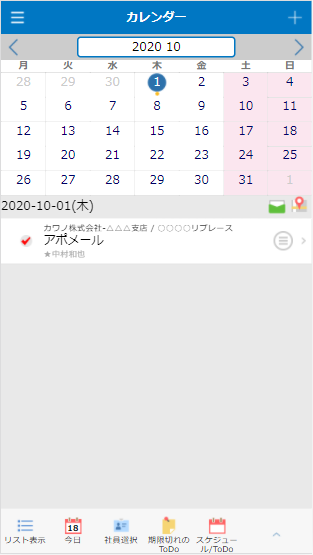 カレンダー
2020 10
月 火 水 木 金 土 日
28 29 30 1 2 3 4
5 6 7 8 9 10 11
12 13 14 15 16 17 18
19 20 21 22 23 24 25
26 27 28 29 30 31 1
2020-10-01(木)
カワノ株式会社-△△△支店 / ○○○○リプレース
アポメール
★中村和也
18
リスト表示 今日 社員選択 期限切れの スケジュー
ToDo ル/ToDo